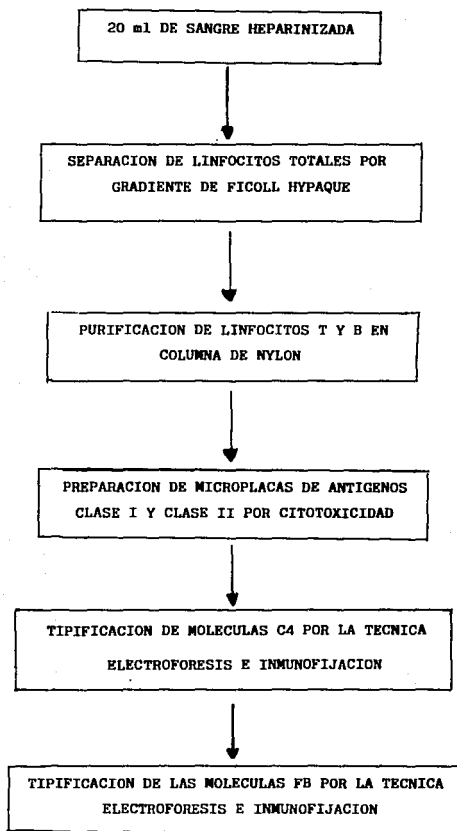 20 ml DE SANGRE HEPARINIZADA
SEPARACION DE LINFOCITOS TOTALES POR
GRADIENTE DE FICOLL HYPAQUE
PURIFICACION DE LINFOCITOS T Y B EN
COLUMNA DE NYLON
PREPARACION DE MICROPLACAS DE ANTIGENOS
CLASE I Y CLASE II POR CITOTOXICIDAD
TIPIFICACION DE MOLECULAS C4 POR LA TECNICA
ELECTROFORESIS E INMUNOFIJACION
TIPIFICACION DE LAS MOLECULAS FB POR LA TECNICA
ELECTROFORESIS E INMUNOFIJACION